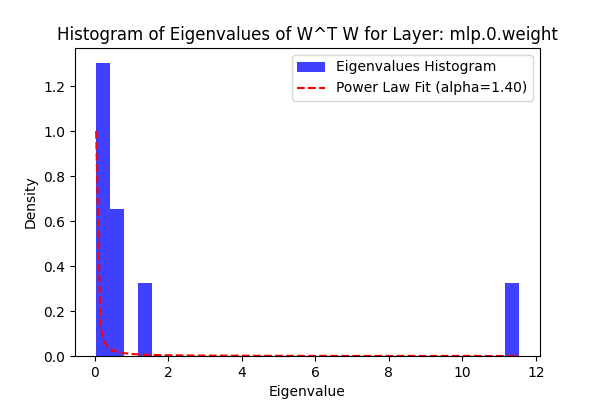 Histogram of Eigenvalues of W^T W for Layer: mlp.0.weight
Eigenvalues Histogram
Power Law Fit (alpha=1.40)
Density
1.2
1.0
0.8
0.6
0.4
0.2
0.0
0 2 4 6 8 10 12
Eigenvalue